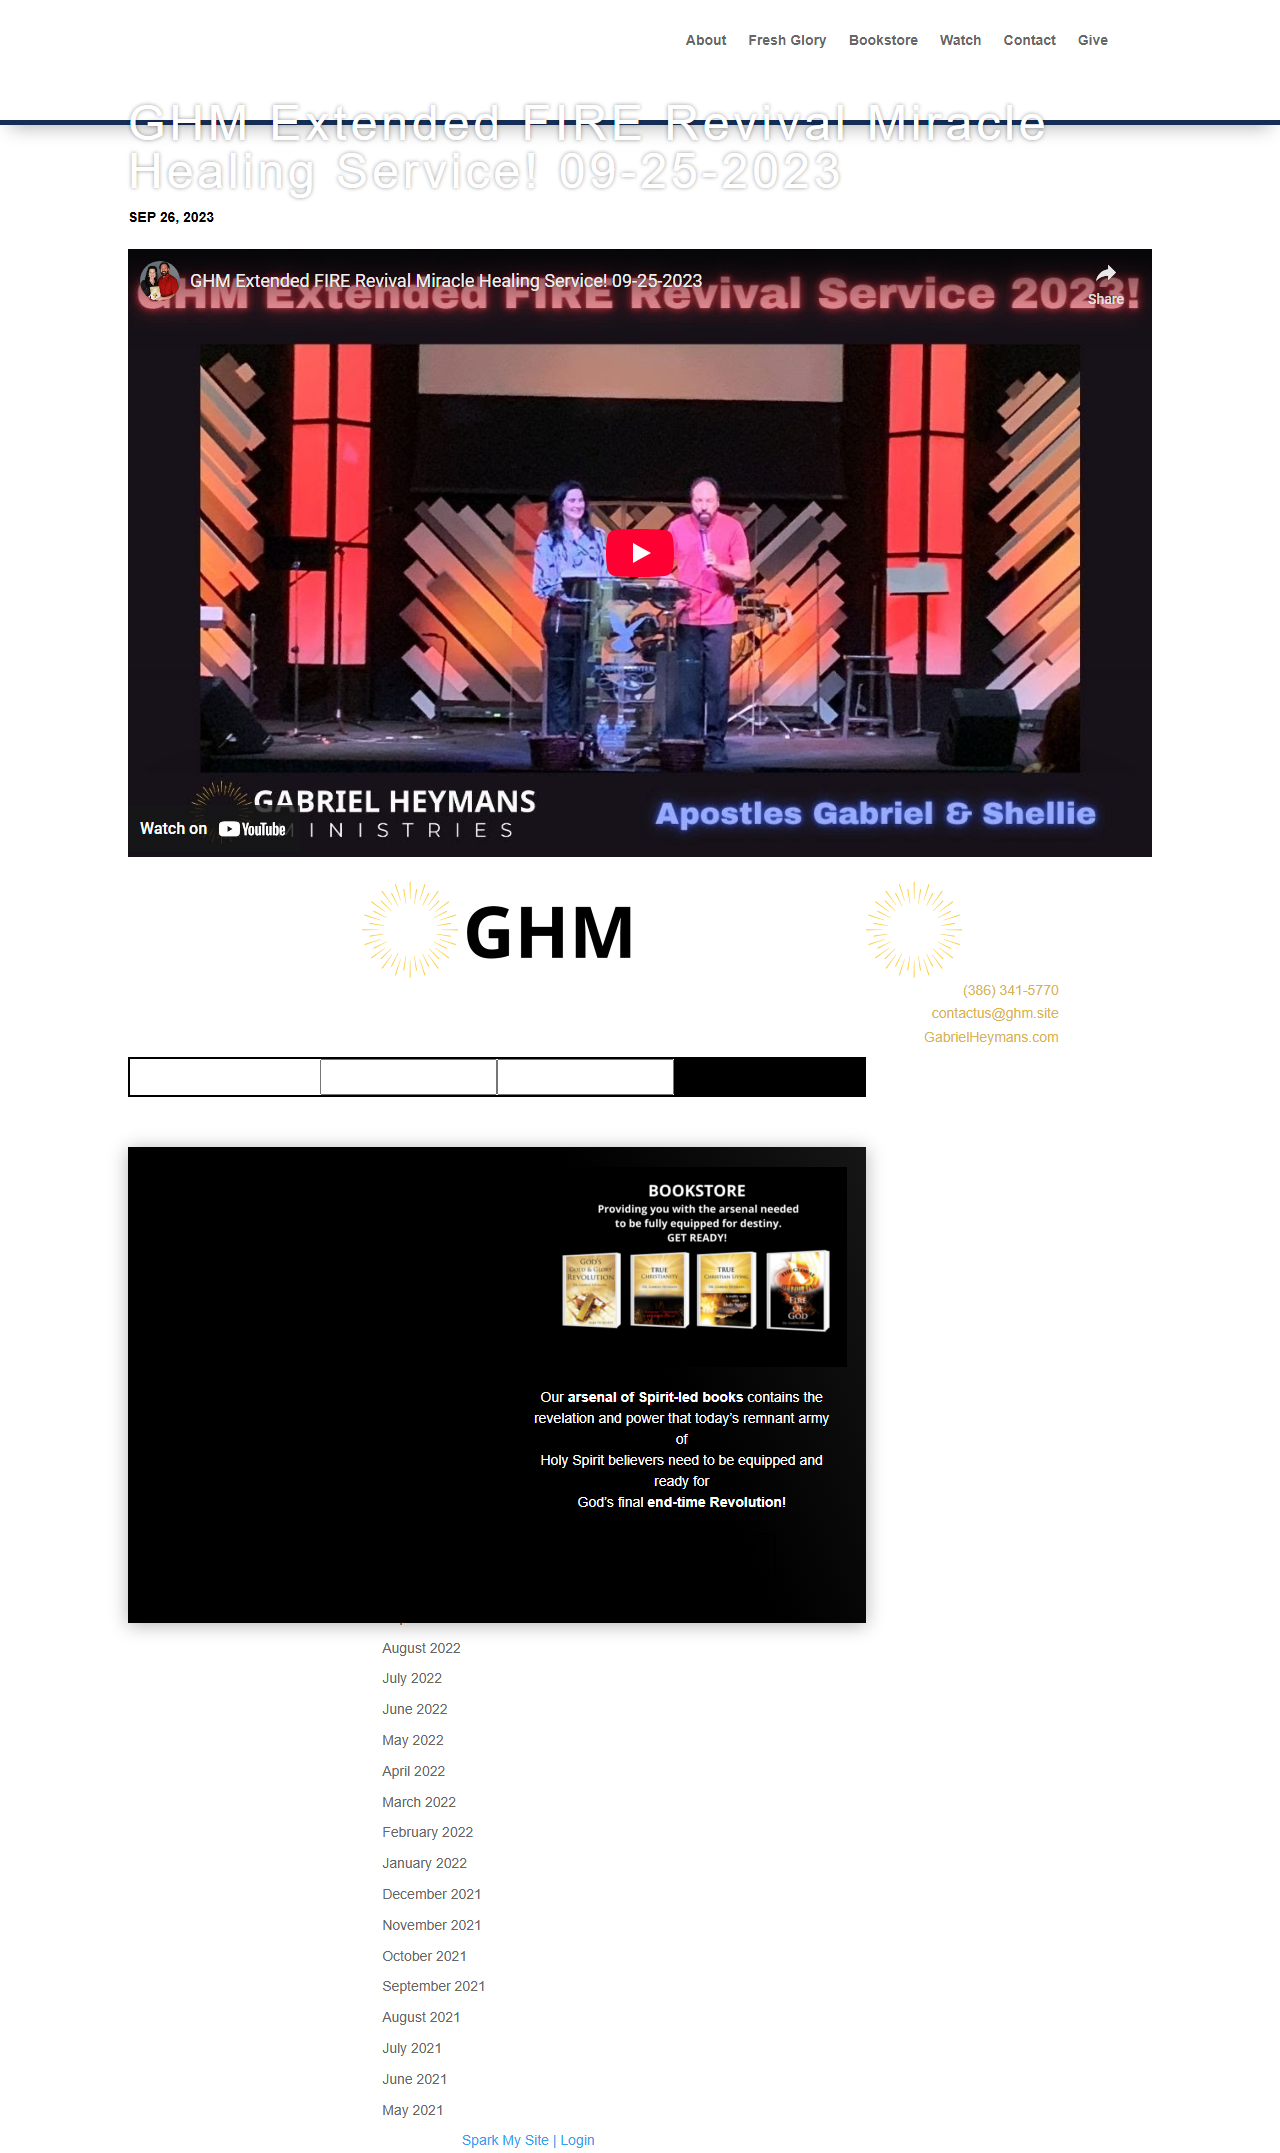 About Fresh Glory Bookstore Watch Contact Give
GHM Extended FIRE Revival Miracle
Healing Service! 09-25-2023
SEP 26, 2023
GHM Extended FIRE Revival Miracle Healing Service! 09-25-2023
Share
GHM Extended FIRE Revival Service 2023!
GABRIEL HEYMANS
MINISTRIES
Watch on YouTube
Apostles Gabriel & Shellie
GHM
(386) 341-5770
contactus@ghm.site
GabrielHeymans.com
BOOKSTORE
Providing you with the arsenal needed
to be fully equipped for destiny.
GET READY!
GOD'S
GOLD & GLORY
REVOLUTION
TRUE
CHRISTIANITY
TRUE
CHRISTIAN LIVING
FIRE
OF
GOD
Our arsenal of Spirit-led books contains the
revelation and power that today’s remnant army
of
Holy Spirit believers need to be equipped and
ready for
God’s final end-time Revolution!
August 2022
July 2022
June 2022
May 2022
April 2022
March 2022
February 2022
January 2022
December 2021
November 2021
October 2021
September 2021
August 2021
July 2021
June 2021
May 2021
Spark My Site | Login